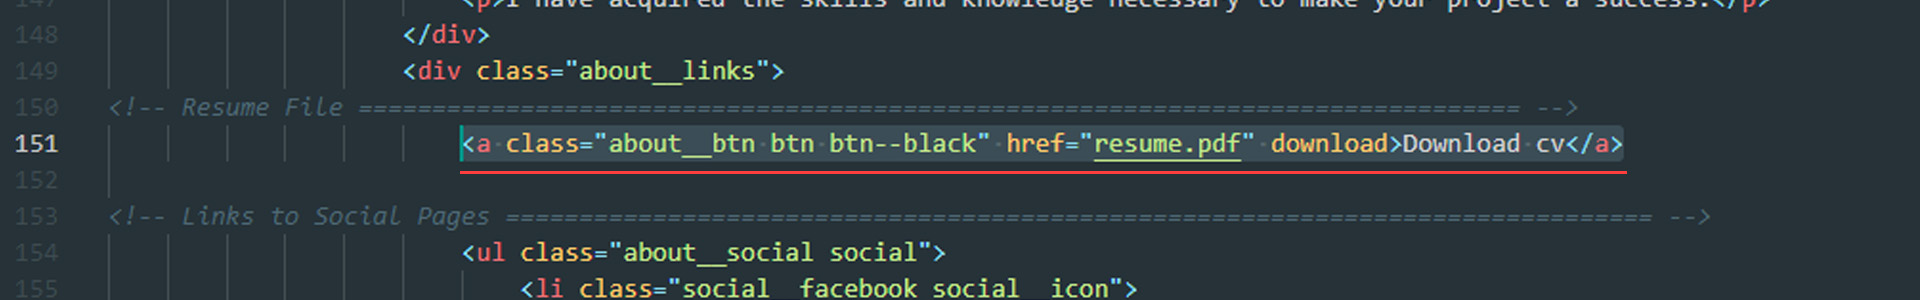 147 <p>I have acquired the skills and knowledge necessary to make your project a success.</p>
148 </div>
149 <div class="about__links">
150 <!-- Resume File =============================================================================== -->
151 <a class="about__btn btn btn--black" href="resume.pdf" download>Download cv</a>
152
153 <!-- Links to Social Pages ============================================================================== -->
154 <ul class="about__social social">
155 <li class="social__facebook social__icon">